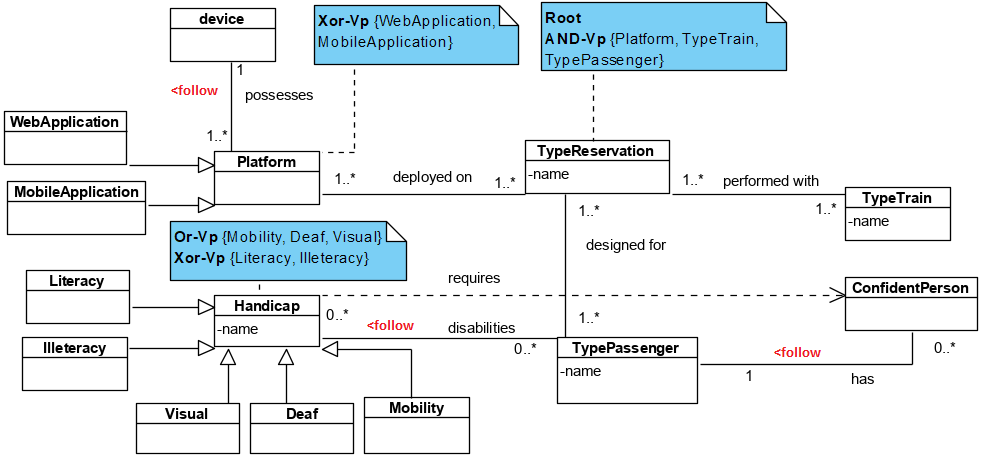 device
Xor-Vp {WebApplication,
MobileApplication}
Root
AND-Vp {Platform, TypeTrain,
TypePassenger}
1
<follow
possesses
WebApplication
1..*
Platform
TypeReservation
-name
MobileApplication
1..*
deployed on
1..*
1..*
performed with
1..*
TypeTrain
-name
1..*
designed for
Or-Vp {Mobility, Deaf, Visual}
Xor-Vp {Literacy, Illeteracy}
Literacy
requires
ConfidentPerson
Handicap
-name
0..*
<follow
disabilities
0..*
1..*
Illeteracy
TypePassenger
-name
<follow
0..*
1
has
Visual
Deaf
Mobility